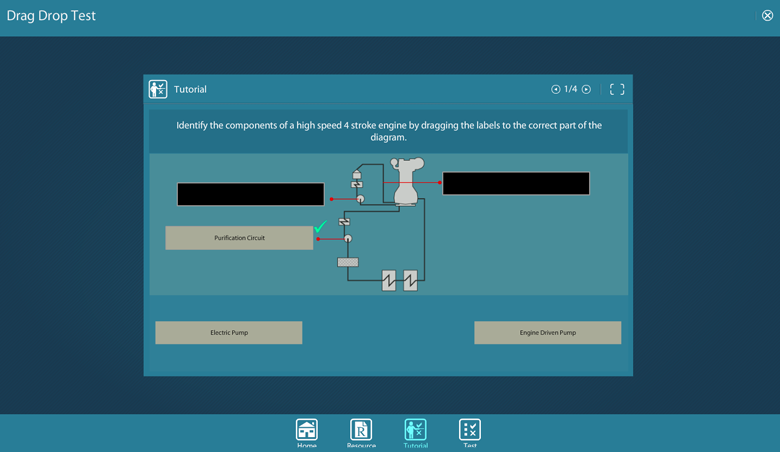 Drag Drop Test
Tutorial
1/4
Identify the components of a high speed 4 stroke engine by dragging the labels to the correct part of the
diagram.
Purification Circuit
Electric Pump
Engine Driven Pump
Home
Resource
Tutorial
Test